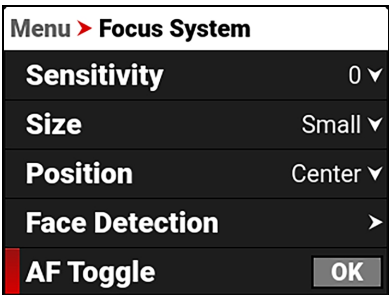 Menu > Focus System
Sensitivity 0
Size Small
Position Center
Face Detection
AF Toggle OK